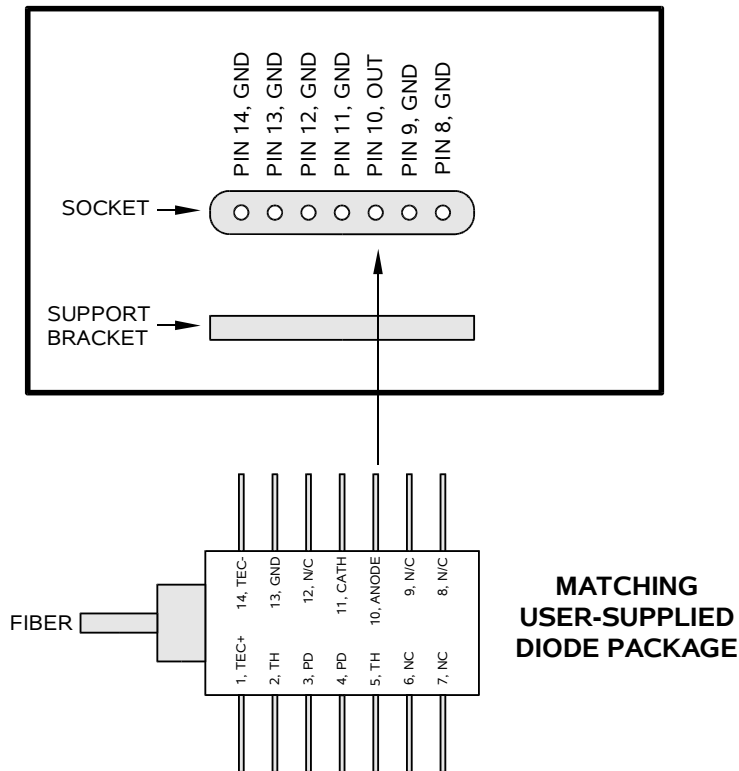 PIN 14, GND
PIN 13, GND
PIN 12, GND
PIN 11, GND
PIN 10, OUT
PIN 9, GND
PIN 8, GND
SOCKET
SUPPORT
BRACKET
14, TEC-
13, GND
12, N/C
11, CATH
10, ANODE
9, N/C
8, N/C
FIBER
1, TEC+
2, TH
3, PD
4, PD
5, TH
6, NC
7, NC
MATCHING
USER-SUPPLIED
DIODE PACKAGE